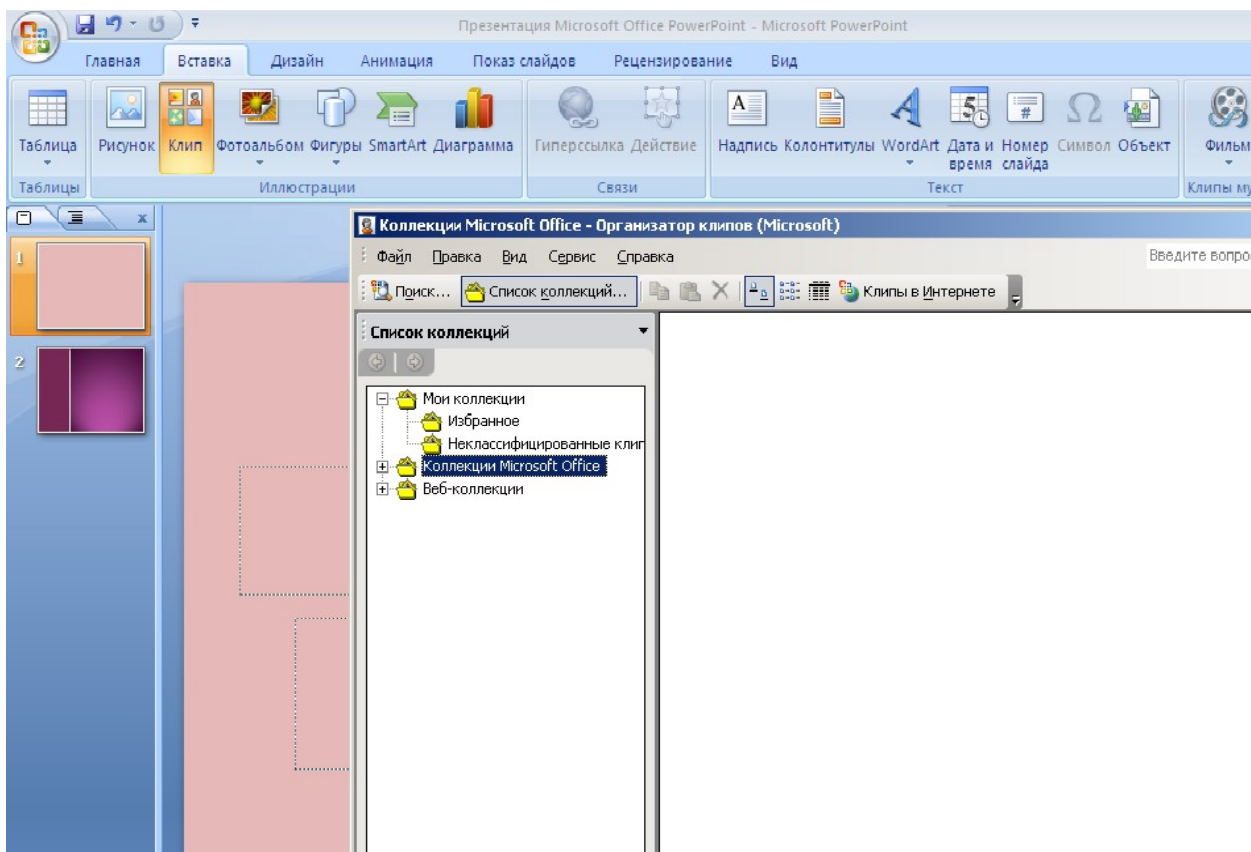 Презентация Microsoft Office PowerPoint - Microsoft PowerPoint
Главная Вставка Дизайн Анимация Показ слайдов Рецензирование Вид
Таблица Рисунок Клип Фотоальбом Фигуры SmartArt Диаграмма Гиперссылка Действие Надпись Колонтитулы WordArt Дата и время Номер слайда Символ Объект Фильм
Таблицы Иллюстрации Связи Текст Клипы му
1
2
Коллекции Microsoft Office - Организатор клипов (Microsoft)
Файл Правка Вид Сервис Справка Введите вопро
Поиск... Список коллекций... Клипы в Интернете
Список коллекций
Мои коллекции
Избранное
Неклассифицированные клип
Коллекции Microsoft Office
Веб-коллекции